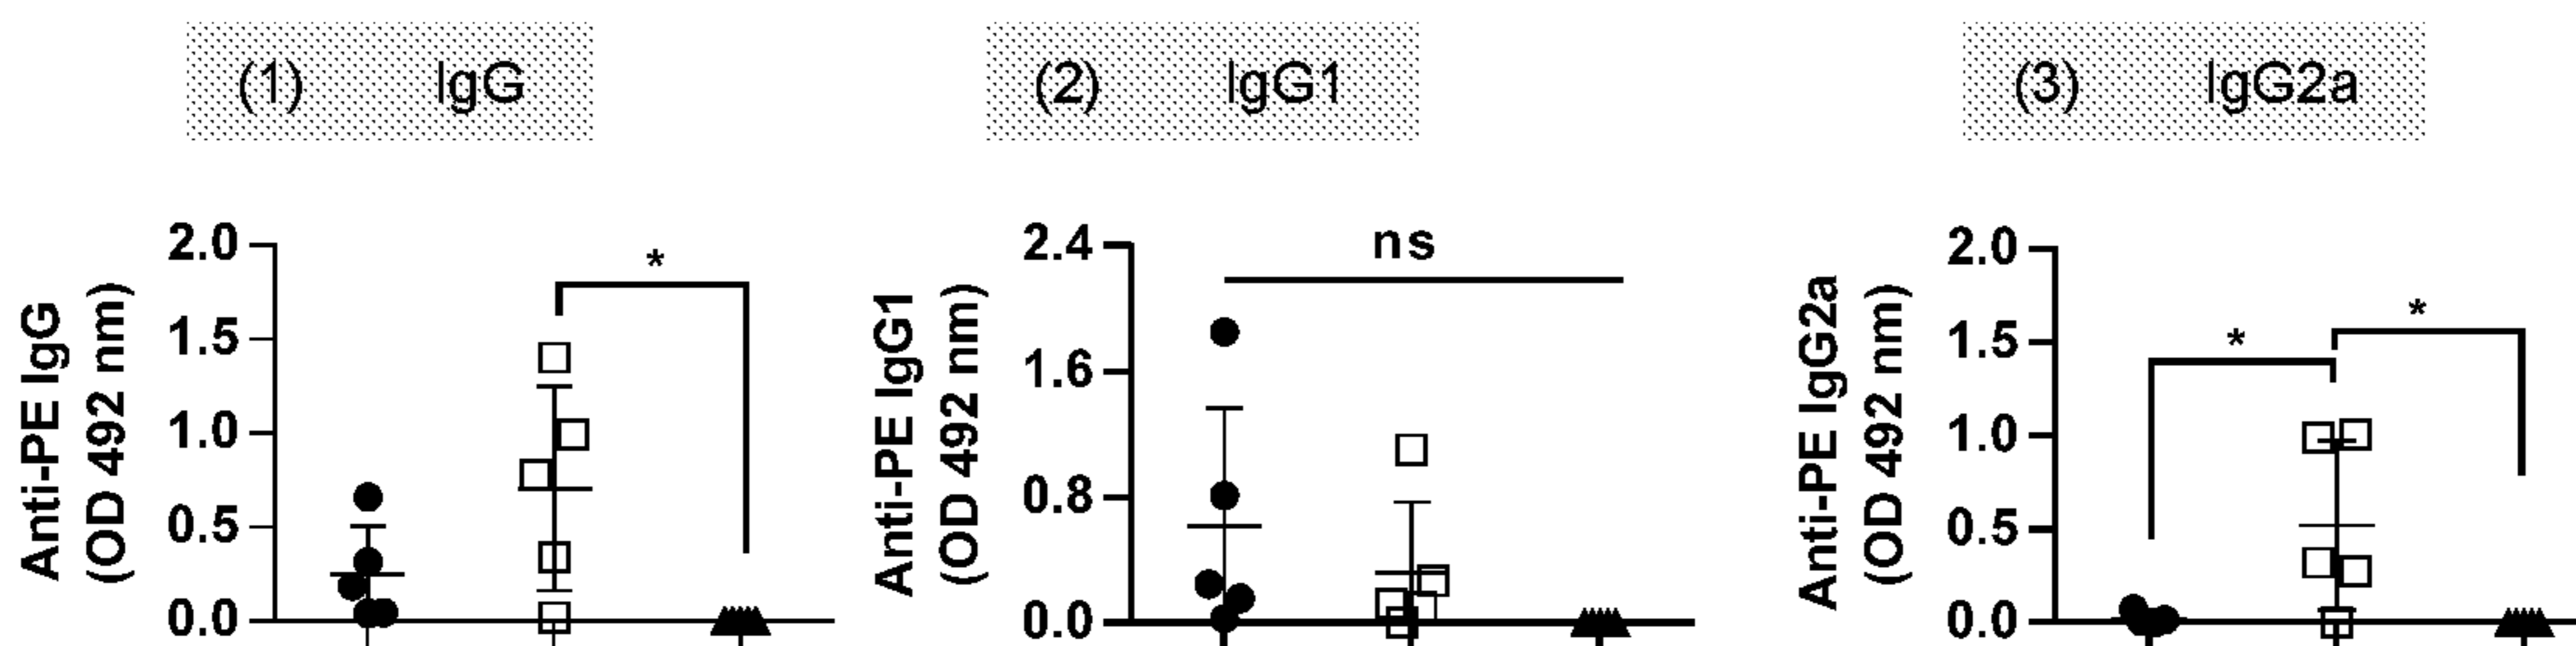 (1) IgG
(2) IgG1
(3) IgG2a
Anti-PE IgG
(OD 492 nm)
2.0
1.5
1.0
0.5
0.0
*
Anti-PE IgG1
(OD 492 nm)
2.4
1.6
0.8
0.0
ns
Anti-PE IgG2a
(OD 492 nm)
2.0
1.5
1.0
0.5
0.0
*
*